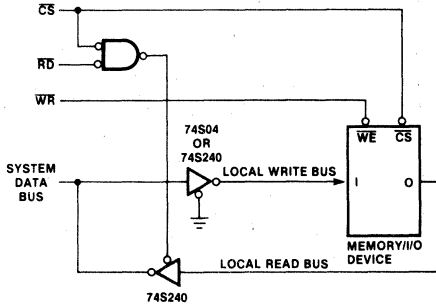 CS
RD
WR
74S04
OR
74S240
WE
CS
SYSTEM
DATA
BUS
LOCAL WRITE BUS
I
O
MEMORY/I/O
DEVICE
LOCAL READ BUS
74S240